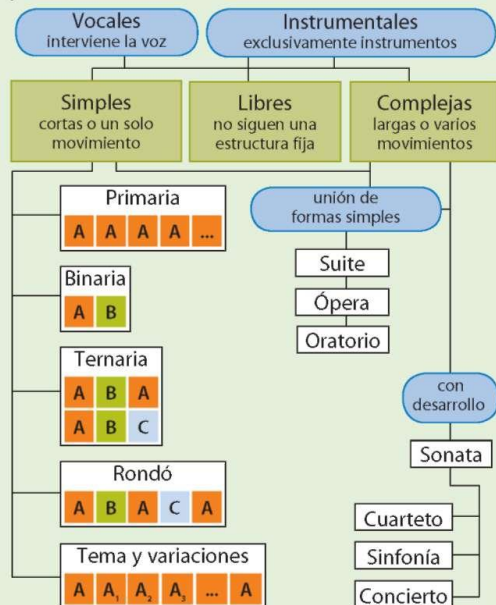 Vocales
interviene la voz
Instrumentales
exclusivamente instrumentos
Simples
cortas o un solo
movimiento
Libres
no siguen una
estructura fija
Complejas
largas o varios
movimientos
Primaria
A A A A ...
Binaria
A B
Ternaria
A B A
A B C
Rondó
A B A C A
Tema y variaciones
A A₁ A₂ A₃ ... A
unión de
formas simples
Suite
Ópera
Oratorio
con
desarrollo
Sonata
Cuarteto
Sinfonía
Concierto